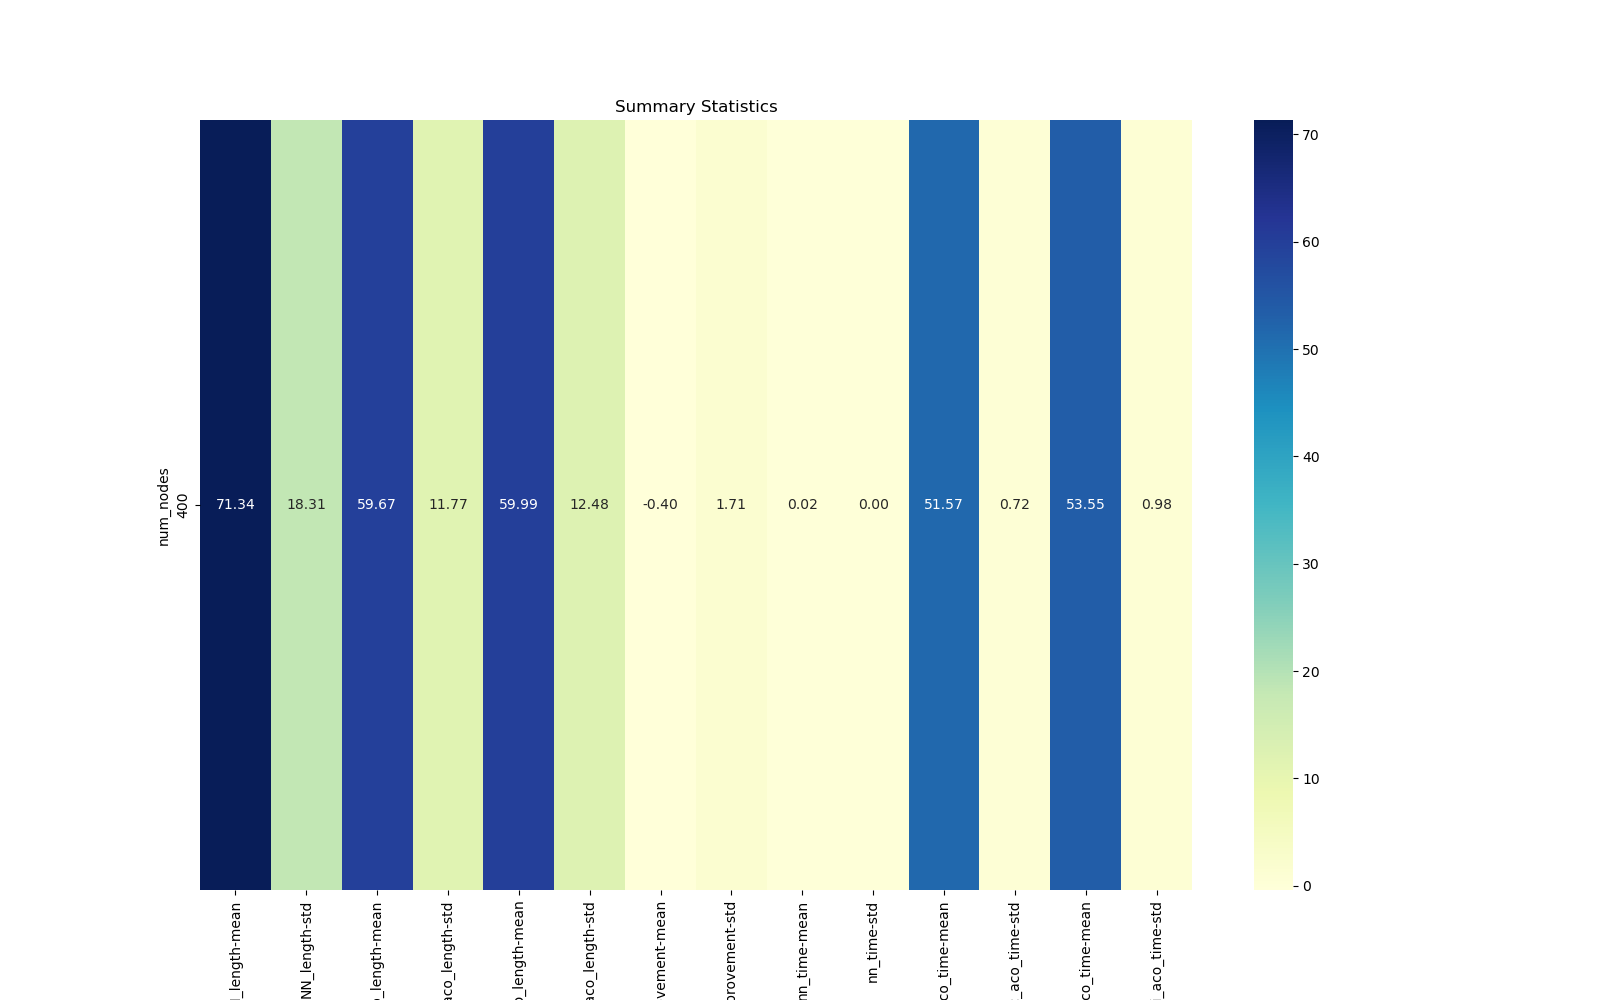 Summary Statistics
num_nodes
400
71.34 18.31 59.67 11.77 59.99 12.48 -0.40 1.71 0.02 0.00 51.57 0.72 53.55 0.98
70
60
50
40
30
20
10
0
_length-mean
NN_length-std
_length-mean
aco_length-std
_length-mean
aco_length-std
vement-mean
provement-std
nn_time-mean
nn_time-std
co_time-mean
_aco_time-std
co_time-mean
_aco_time-std